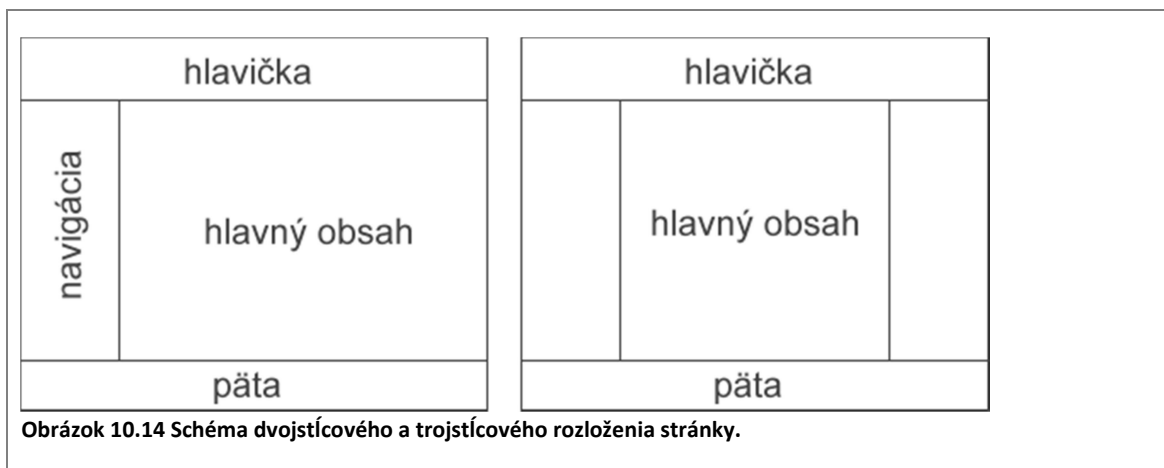 hlavička
navigácia
hlavný obsah
päta
hlavička
hlavný obsah
päta
Obrázok 10.14 Schéma dvojstĺcového a trojstĺcového rozloženia stránky.